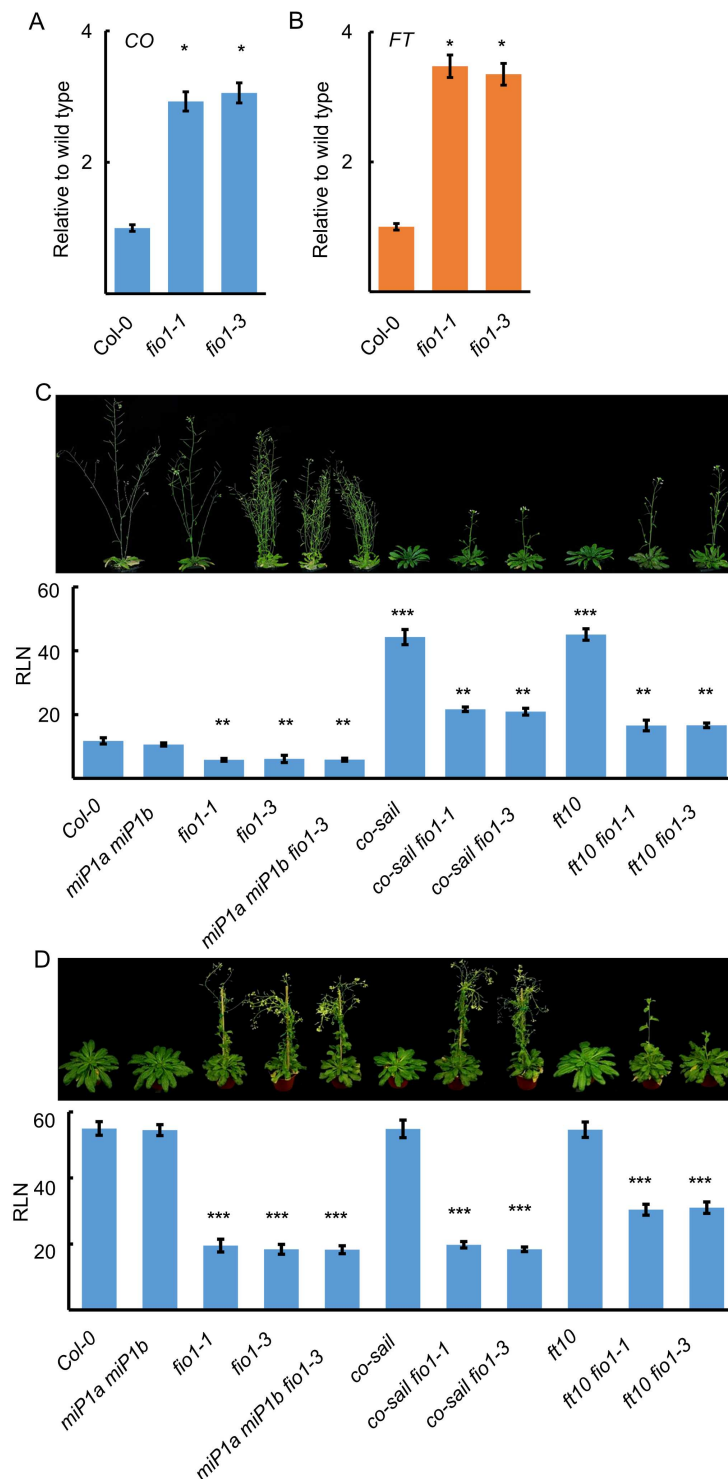 A
CO
Relative to wild type
4
2
* *
Col-0
fio1-1
fio1-3
B
FT
Relative to wild type
4
2
0
* *
Col-0
fio1-1
fio1-3
C
RLN
60
40
20
** ** ** *** ** ** *** ** **
Col-0
miP1a miP1b
fio1-1
fio1-3
miP1a miP1b fio1-3
co-sail
co-sail fio1-1
co-sail fio1-3
ft10
ft10 fio1-1
ft10 fio1-3
D
RLN
60
40
20
0
*** *** *** *** *** *** ***
Col-0
miP1a miP1b
fio1-1
fio1-3
miP1a miP1b fio1-3
co-sail
co-sail fio1-1
co-sail fio1-3
ft10
ft10 fio1-1
ft10 fio1-3